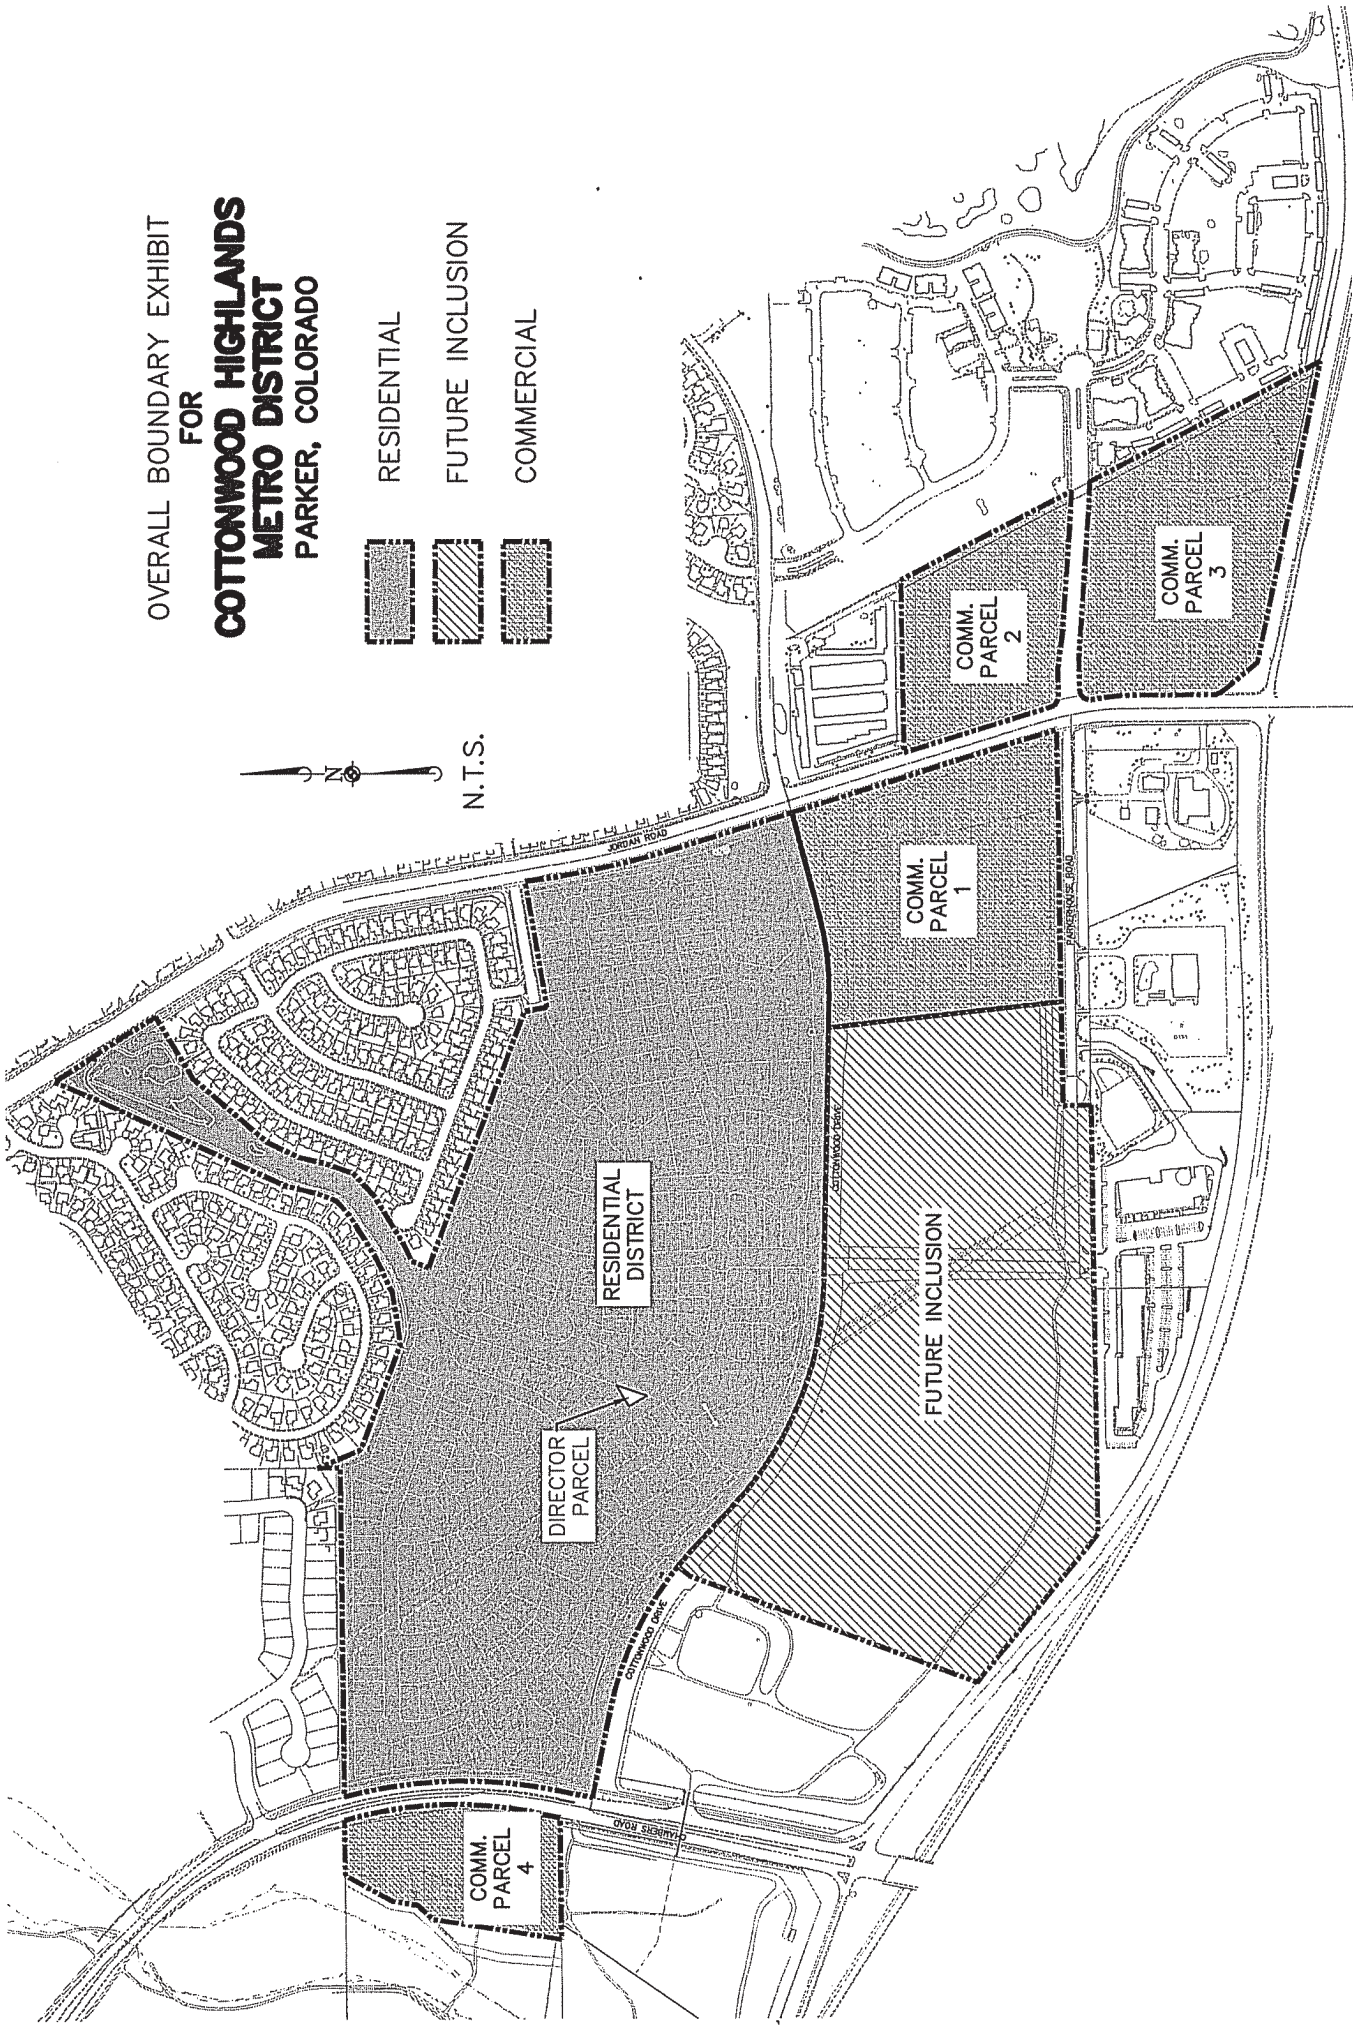 OVERALL BOUNDARY EXHIBIT
FOR
COTTONWOOD HIGHLANDS
METRO DISTRICT
PARKER, COLORADO
RESIDENTIAL
FUTURE INCLUSION
COMMERCIAL
N
N.T.S.
JORDAN ROAD
RESIDENTIAL
DISTRICT
DIRECTOR
PARCEL
COTTONWOOD DRIVE
COTTONWOOD DRIVE
FUTURE INCLUSION
COMM.
PARCEL
1
COMM.
PARCEL
2
COMM.
PARCEL
3
COMM.
PARCEL
4
CHAMBERS ROAD
ROAD